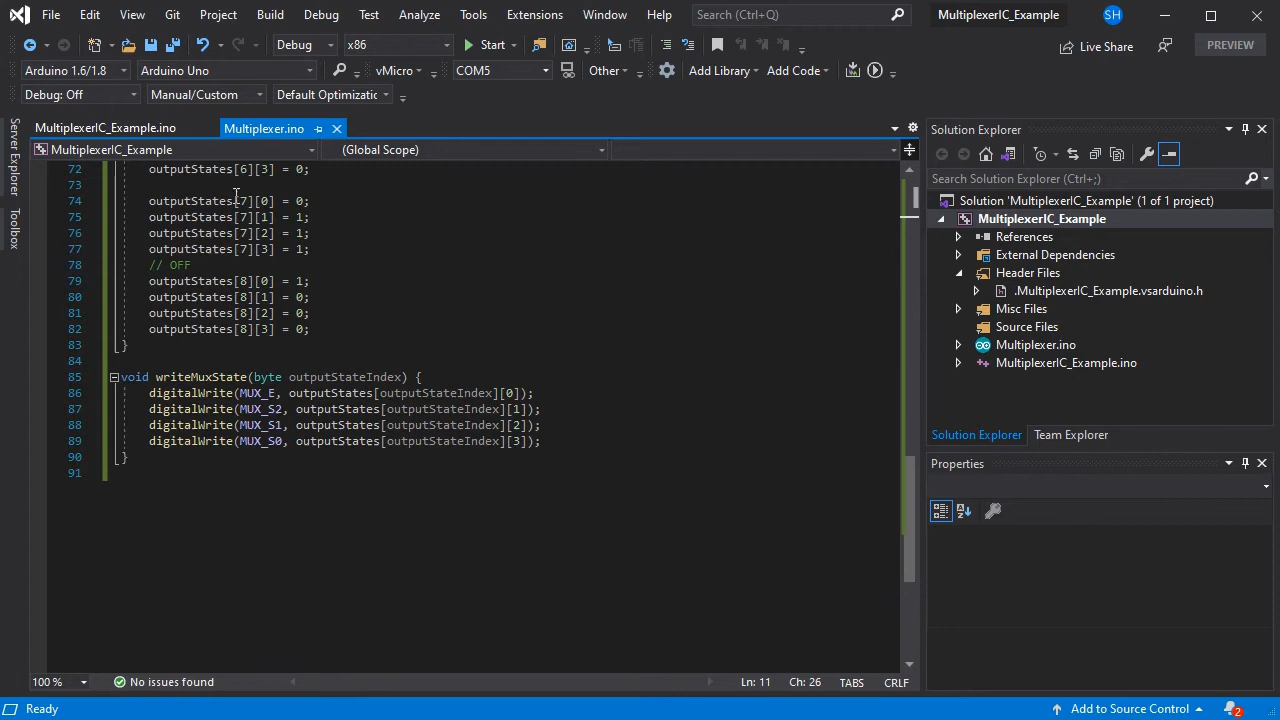 File Edit View Git Project Build Debug Test Analyze Tools Extensions Window Help Search (Ctrl+Q) MultiplexerIC_Example SH
Debug x86 Start Live Share PREVIEW
Arduino 1.6/1.8 Arduino Uno vMicro COM5 Other Add Library Add Code
Debug: Off Manual/Custom Default Optimizatic
Server Explorer
Toolbox
MultiplexerIC_Example.ino Multiplexer.ino
MultiplexerIC_Example (Global Scope)
72 outputStates[6][3] = 0;
73
74 outputStates[7][0] = 0;
75 outputStates[7][1] = 1;
76 outputStates[7][2] = 1;
77 outputStates[7][3] = 1;
78 // OFF
79 outputStates[8][0] = 1;
80 outputStates[8][1] = 0;
81 outputStates[8][2] = 0;
82 outputStates[8][3] = 0;
83 }
84
85 void writeMuxState(byte outputStateIndex) {
86 digitalWrite(MUX_E, outputStates[outputStateIndex][0]);
87 digitalWrite(MUX_S2, outputStates[outputStateIndex][1]);
88 digitalWrite(MUX_S1, outputStates[outputStateIndex][2]);
89 digitalWrite(MUX_S0, outputStates[outputStateIndex][3]);
90 }
91
100 % No issues found Ln: 11 Ch: 26 TABS CRLF
Solution Explorer
Search Solution Explorer (Ctrl+;)
Solution 'MultiplexerIC_Example' (1 of 1 project)
MultiplexerIC_Example
References
External Dependencies
Header Files
.MultiplexerIC_Example.vsarduino.h
Misc Files
Source Files
Multiplexer.ino
MultiplexerIC_Example.ino
Solution Explorer Team Explorer
Properties
Ready Add to Source Control 2